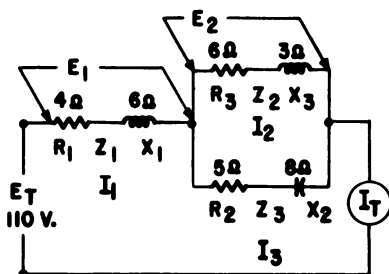 E2
E1
6Ω 3Ω
4Ω 6Ω
R3 Z2 X3
R1 Z1 X1
I2
I1
5Ω 8Ω
ET
110 V.
IT
R2 Z3 X2
I3